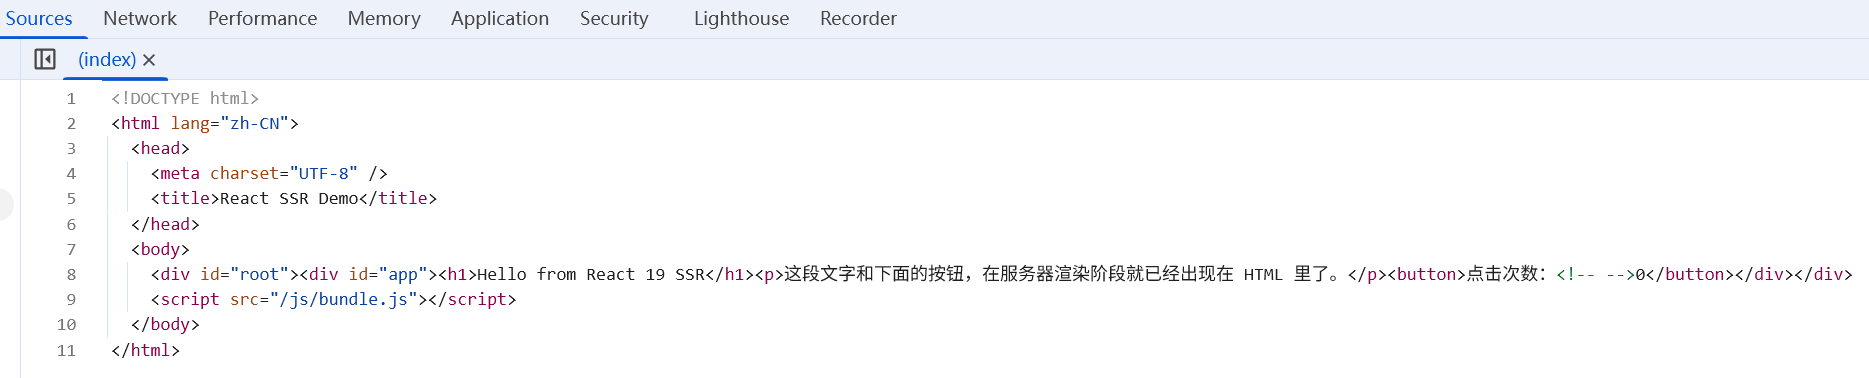 Sources Network Performance Memory Application Security Lighthouse Recorder
(index)
1 <!DOCTYPE html>
2 <html lang="zh-CN">
3 <head>
4 <meta charset="UTF-8" />
5 <title>React SSR Demo</title>
6 </head>
7 <body>
8 <div id="root"><div id="app"><h1>Hello from React 19 SSR</h1><p>这段文字和下面的按钮，在服务器渲染阶段就已经出现在 HTML 里了。</p><button>点击次数：<!-- -->0</button></div></div>
9 <script src="/js/bundle.js"></script>
10 </body>
11 </html>